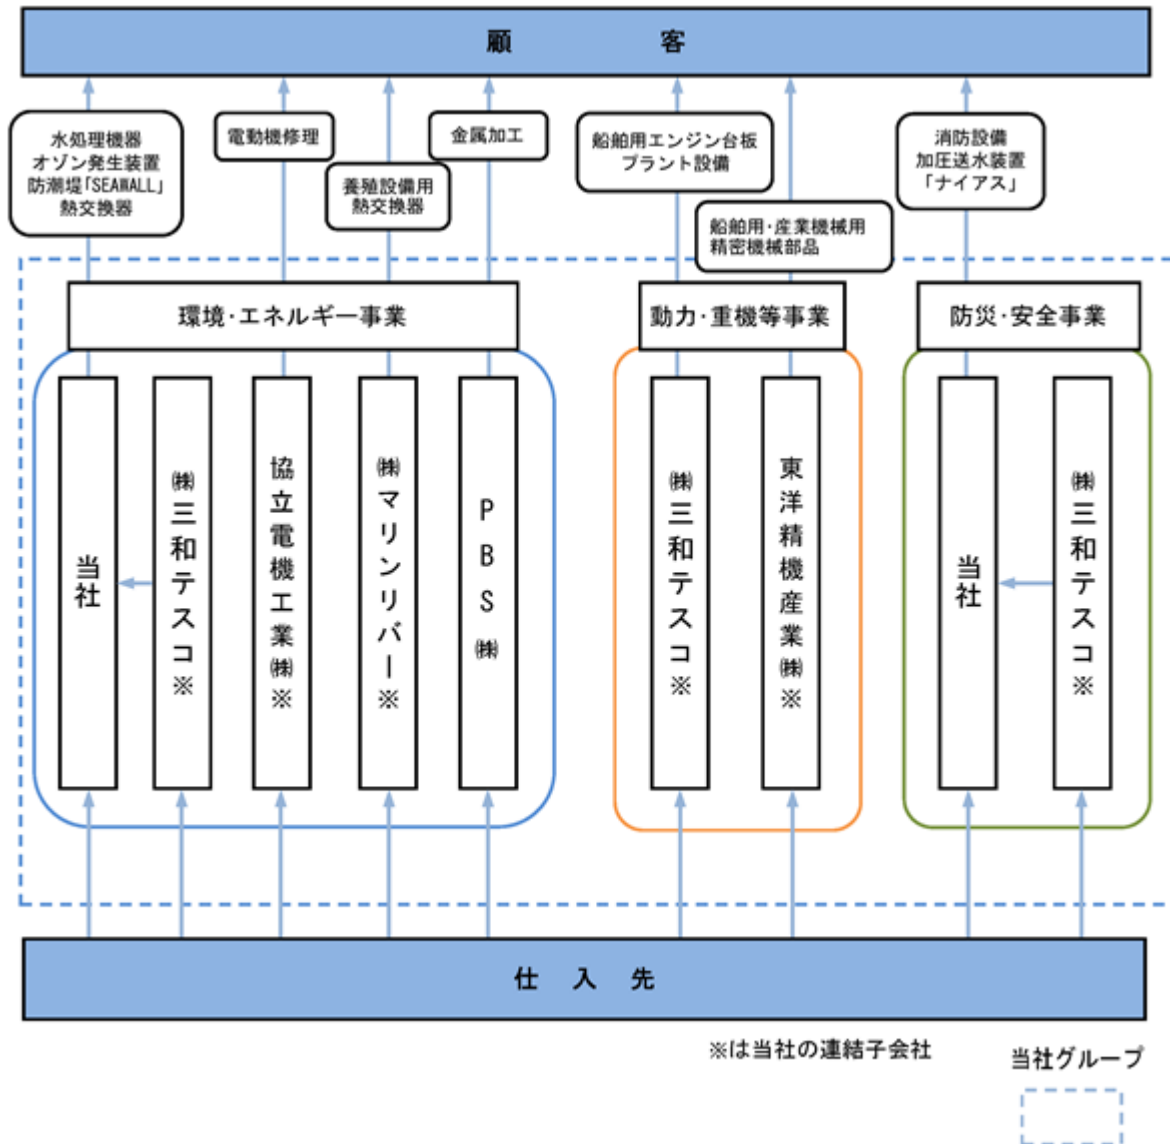 顧客
水処理機器
オゾン発生装置
防潮堤「SEAWALL」
熱交換器
電動機修理
養殖設備用
熱交換器
金属加工
船舶用エンジン台板
プラント設備
船舶用・産業機械用
精密機械部品
消防設備
加圧送水装置
「ナイアス」
環境・エネルギー事業
動力・重機等事業
防災・安全事業
当社
㈱三和テスコ※
協立電機工業㈱※
㈱マリンリバー※
PBS㈱
㈱三和テスコ※
東洋精機産業㈱※
当社
㈱三和テスコ※
仕入先
※は当社の連結子会社
当社グループ